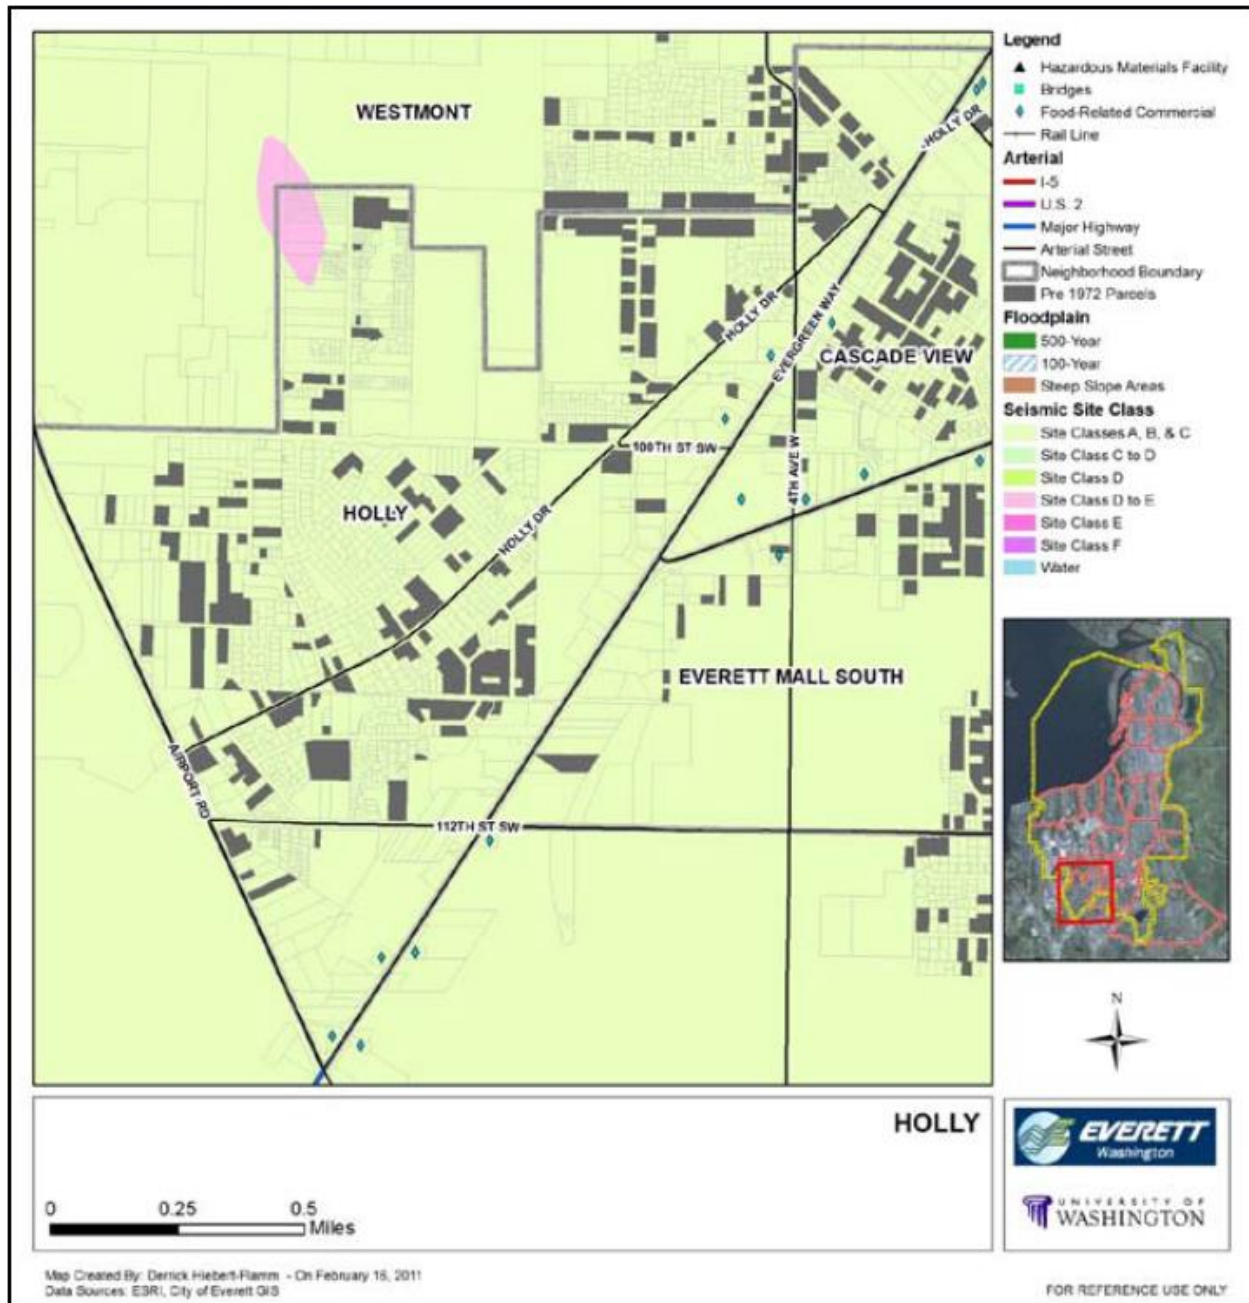 WESTMONT
HOLLY DR
HOLLY DR
EVERGREEN WAY
CASCADE VIEW
100TH ST SW
4TH AVE W
HOLLY
HOLLY DR
EVERETT MALL SOUTH
AIRPORT RD
112TH ST SW
Legend
Hazardous Materials Facility
Bridges
Food-Related Commercial
Rail Line
Arterial
I-5
U.S. 2
Major Highway
Arterial Street
Neighborhood Boundary
Pre 1972 Parcels
Floodplain
500-Year
100-Year
Steep Slope Areas
Seismic Site Class
Site Classes A, B, & C
Site Class C to D
Site Class D
Site Class D to E
Site Class E
Site Class F
Water
N
HOLLY
0 0.25 0.5
Miles
EVERETT
Washington
UNIVERSITY OF
WASHINGTON
Map Created By: Derrick Hiebert-Flamm - On February 16, 2011
Data Sources: ESRI, City of Everett GIS
FOR REFERENCE USE ONLY